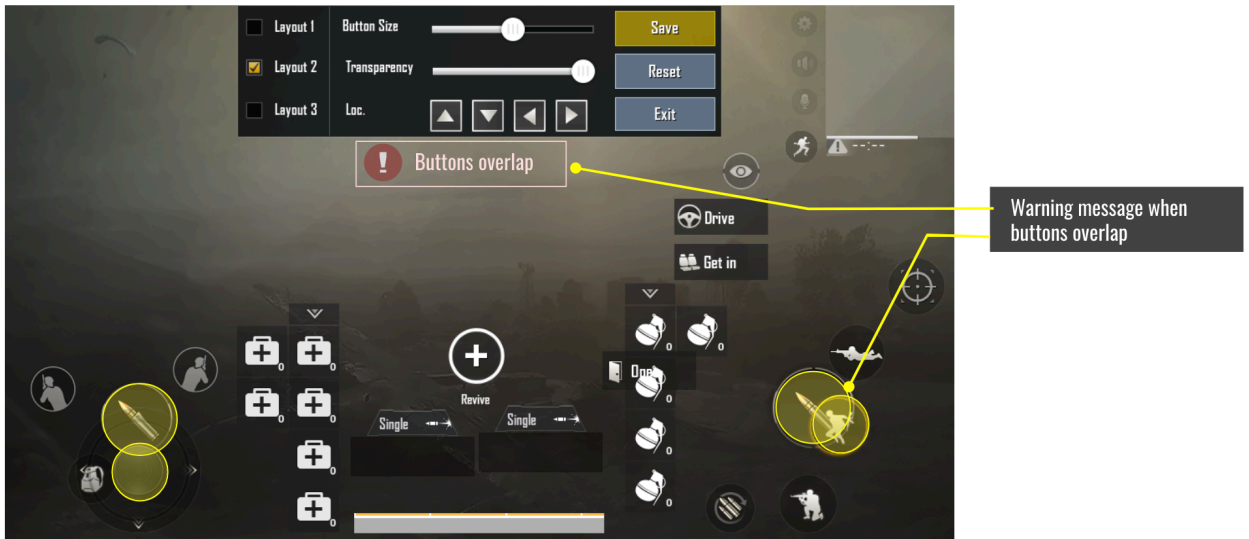 Layout 1
Button Size
Save
Layout 2
Transparency
Reset
Layout 3
Loc.
Exit
! Buttons overlap
--:--
Warning message when
buttons overlap
Drive
Get in
0
0
0
0
Revive
0
0
0
0
0
0
0
Single
Single